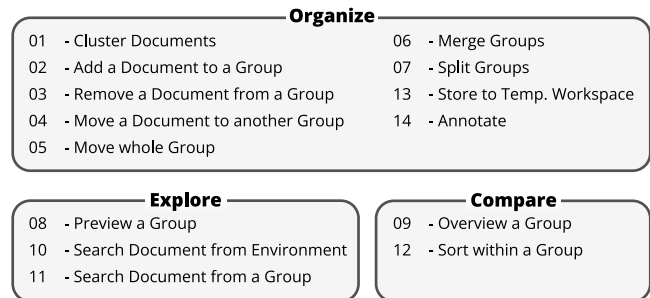 Organize
01 - Cluster Documents
02 - Add a Document to a Group
03 - Remove a Document from a Group
04 - Move a Document to another Group
05 - Move whole Group
06 - Merge Groups
07 - Split Groups
13 - Store to Temp. Workspace
14 - Annotate
Explore
08 - Preview a Group
10 - Search Document from Environment
11 - Search Document from a Group
Compare
09 - Overview a Group
12 - Sort within a Group